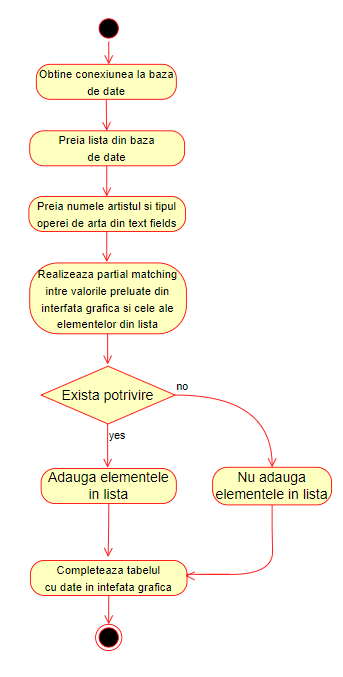 Obtine conexiunea la baza
de date
Preia lista din baza
de date
Preia numele artistul si tipul
operei de arta din text fields
Realizeaza partial matching
intre valorile preluate din
interfata grafica si cele ale
elementelor din lista
Exista potrivire
no
yes
Adauga elementele
in lista
Nu adauga
elementele in lista
Completeaza tabelul
cu date in intefata grafica